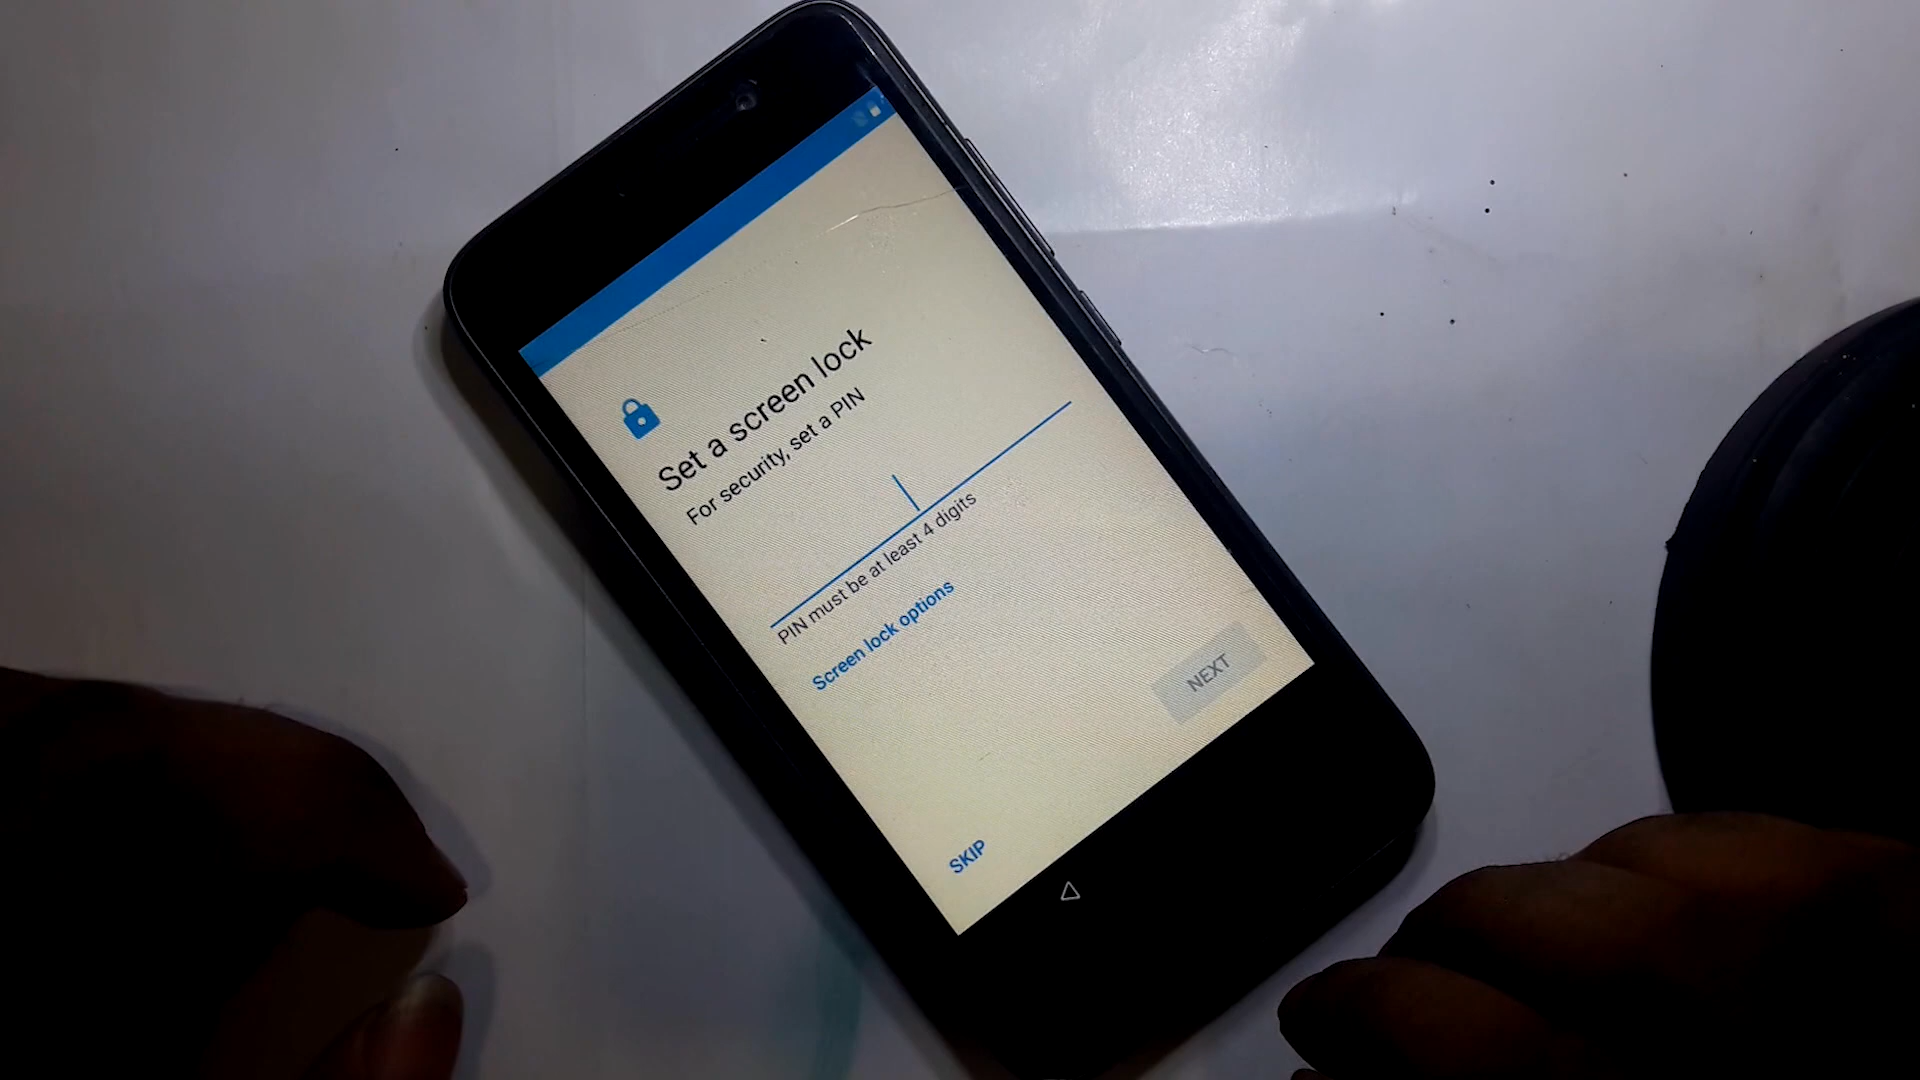 Set a screen lock
For security, set a PIN
PIN must be at least 4 digits
Screen lock options
NEXT
SKIP